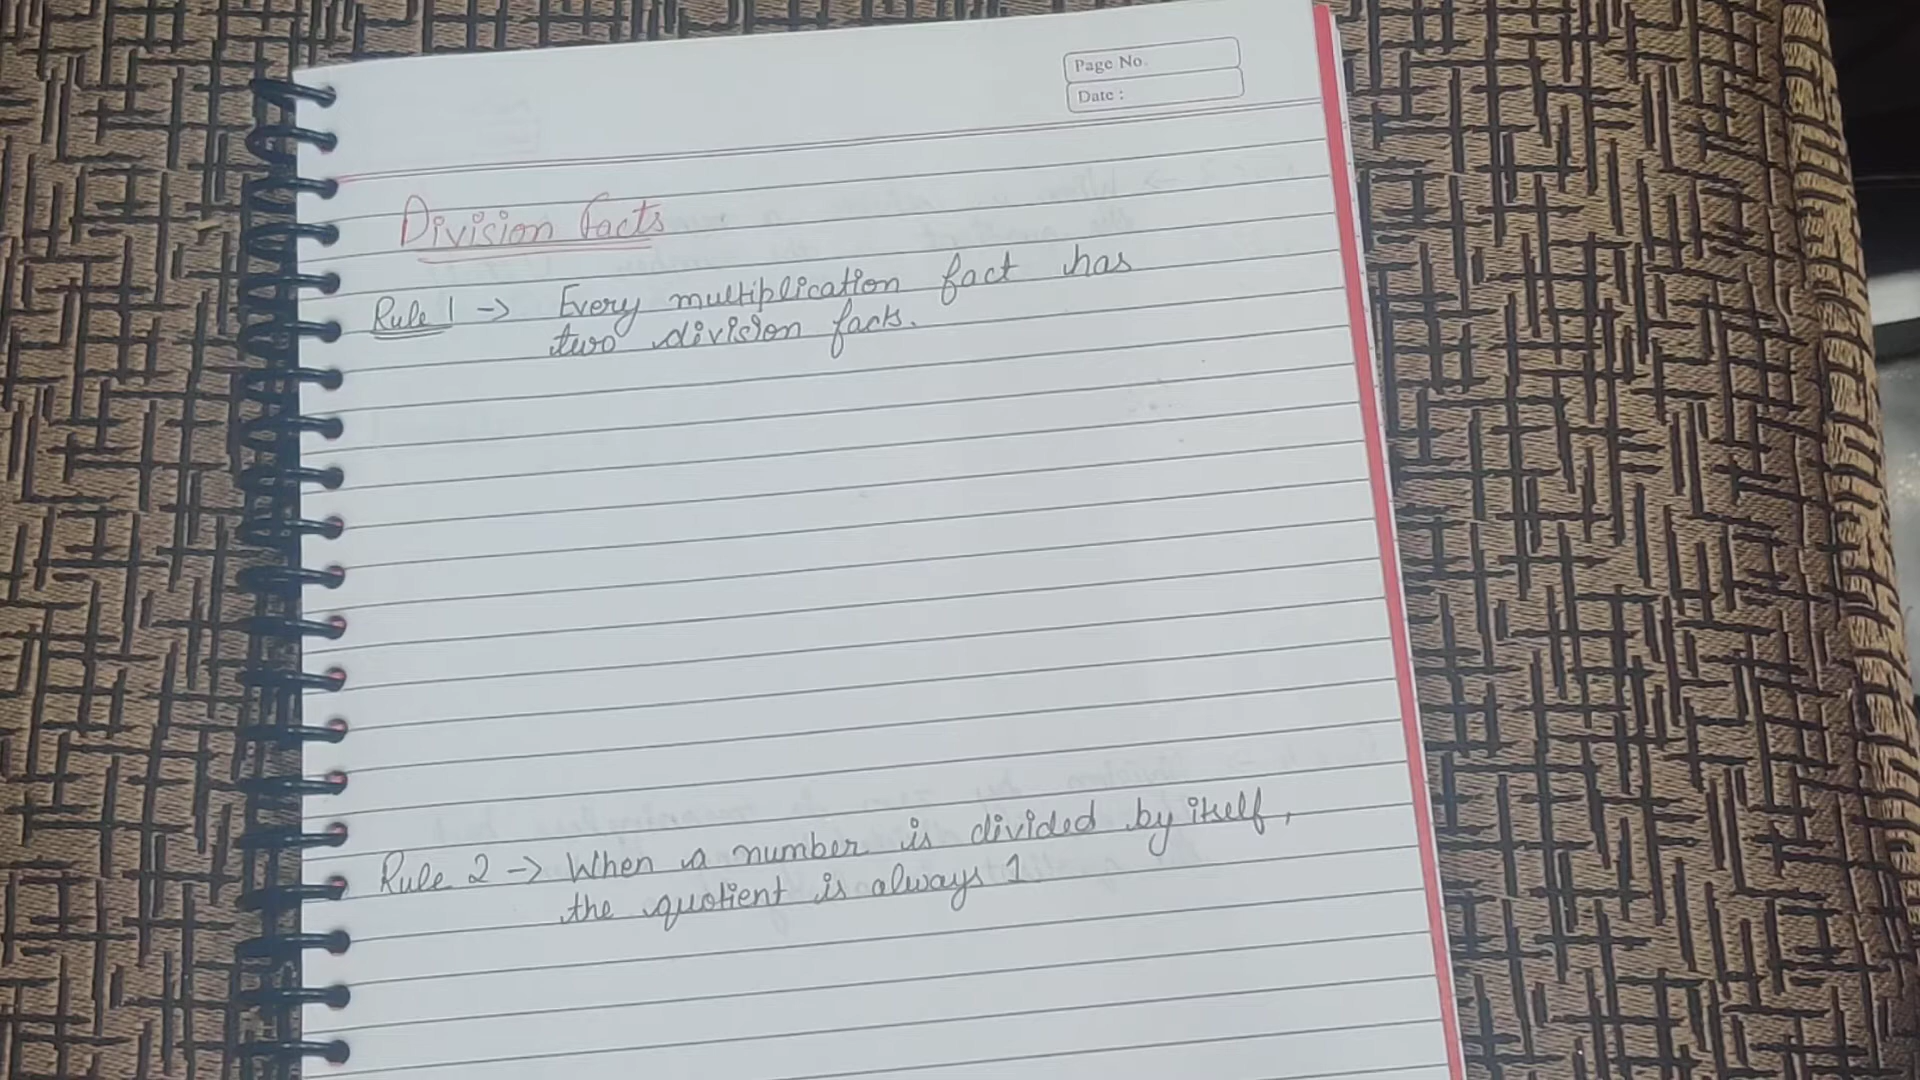 Page No.
Date :
Division facts
Rule 1 -> Every multiplication fact has
two division facts.
Rule 2 -> When a number is divided by itself,
the quotient is always 1